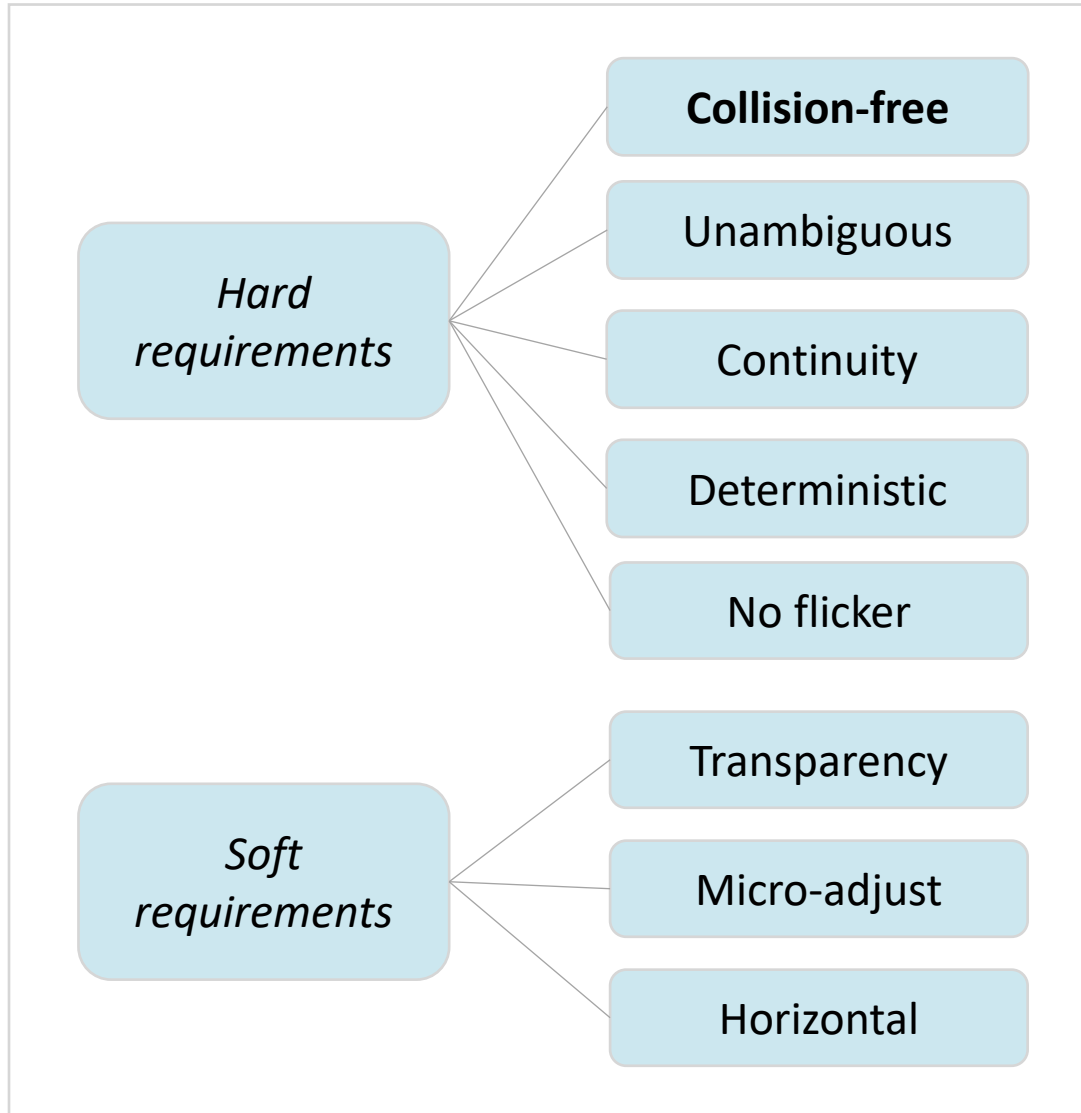 Hard
requirements
Collision-free
Unambiguous
Continuity
Deterministic
No flicker
Soft
requirements
Transparency
Micro-adjust
Horizontal